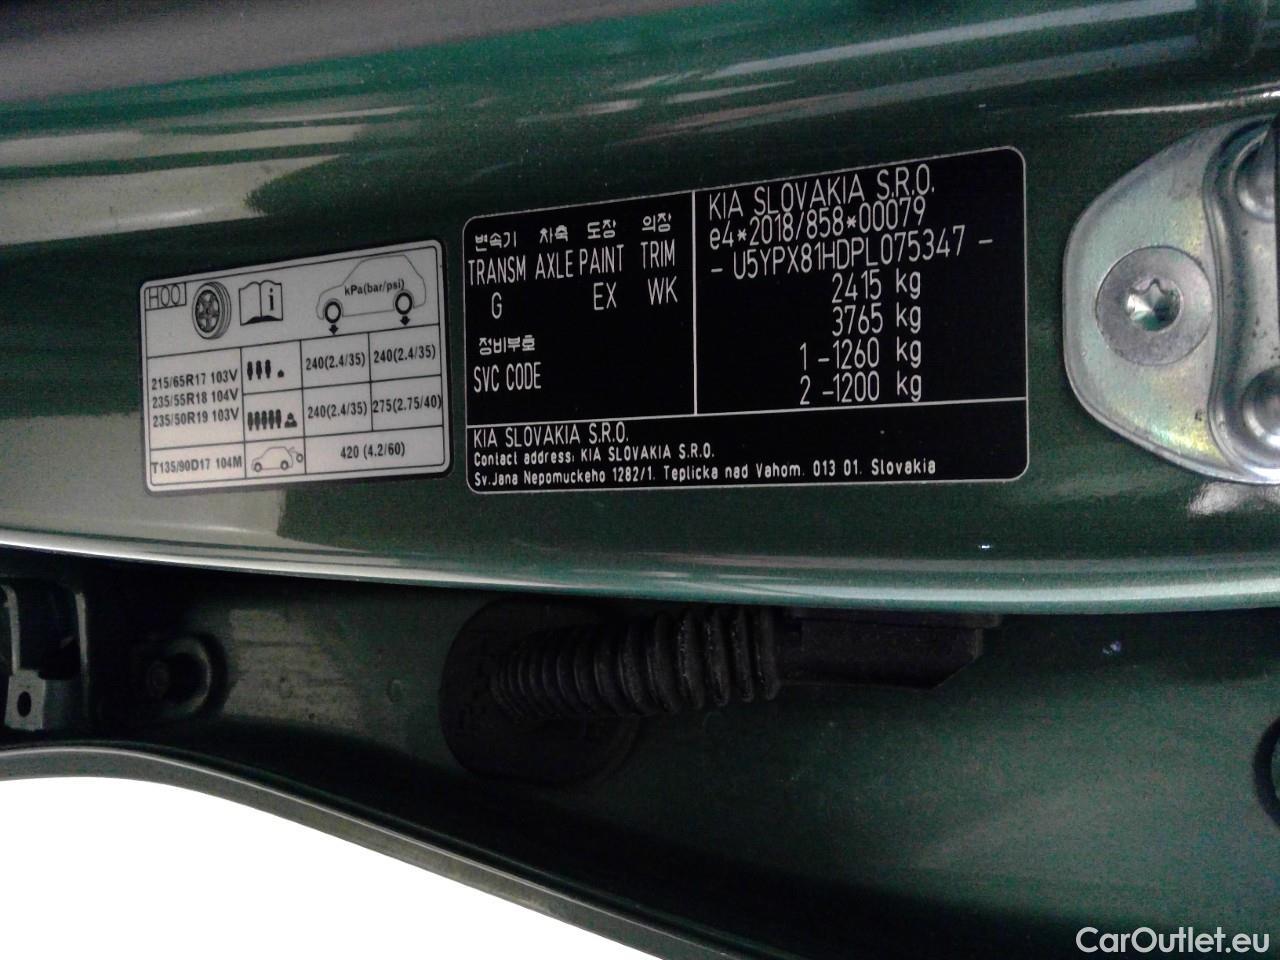 H00
kPa(bar/psi)
215/65R17 103V
235/55R18 104V
235/50R19 103V
240(2.4/35) 240(2.4/35)
240(2.4/35) 275(2.75/40)
T135/90D17 104M
420 (4.2/60)
변속기 차축 도장 의장
TRANSM AXLE PAINT TRIM
G EX WK
정비부호
SVC CODE
KIA SLOVAKIA S.R.O.
e4*2018/858*00079
- U5YPX81HDPL075347 -
2415 kg
3765 kg
1 -1260 kg
2 -1200 kg
KIA SLOVAKIA S.R.O.
Contact address: KIA SLOVAKIA S.R.O.
Sv.Jana Nepomuckeho 1282/1. Teplicka nad Vahom. 013 01. Slovakia
CarOutlet.eu